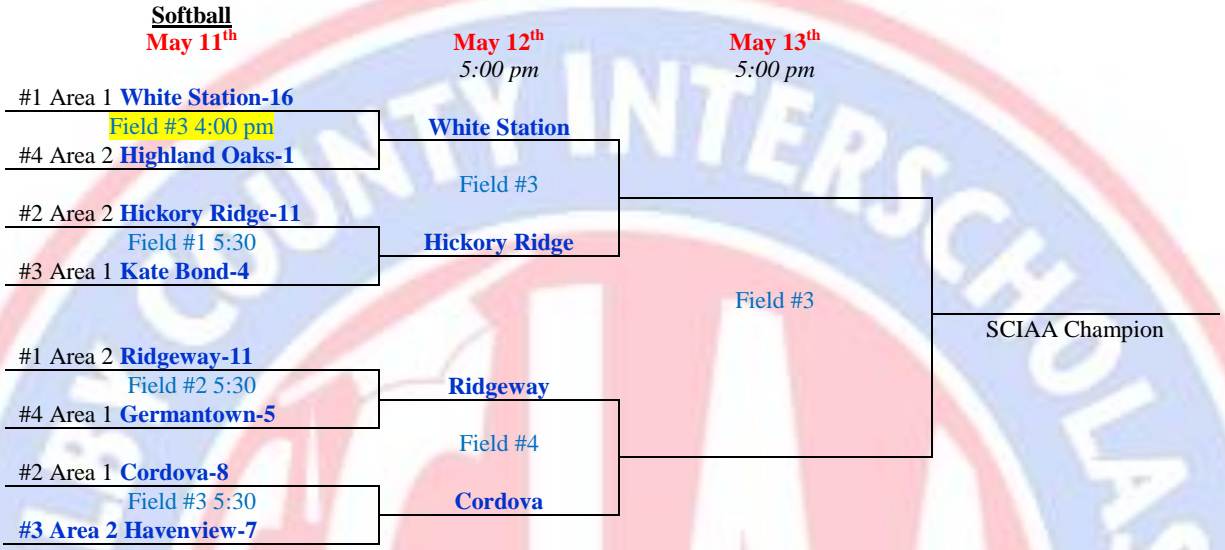 Softball
May 11th May 12th May 13th
5:00 pm 5:00 pm
#1 Area 1 White Station-16
Field #3 4:00 pm White Station
#4 Area 2 Highland Oaks-1
Field #3
#2 Area 2 Hickory Ridge-11
Field #1 5:30 Hickory Ridge
#3 Area 1 Kate Bond-4
Field #3
SCIAA Champion
#1 Area 2 Ridgeway-11
Field #2 5:30 Ridgeway
#4 Area 1 Germantown-5
Field #4
#2 Area 1 Cordova-8
Field #3 5:30 Cordova
#3 Area 2 Havenview-7
LBY COUNTY INTERSCHOLAS